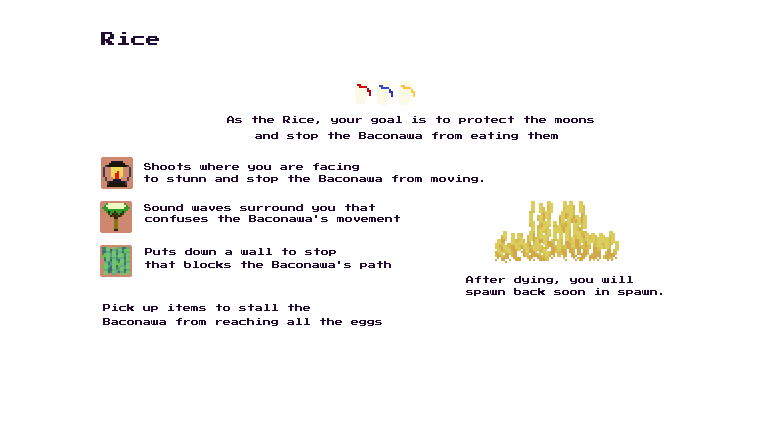 Rice
As the Rice, your goal is to protect the moons
and stop the Baconawa from eating them
Shoots where you are facing
to stunn and stop the Baconawa from moving.
Sound waves surround you that
confuses the Baconawa's movement
Puts down a wall to stop
that blocks the Baconawa's path
After dying, you will
spawn back soon in spawn.
Pick up items to stall the
Baconawa from reaching all the eggs